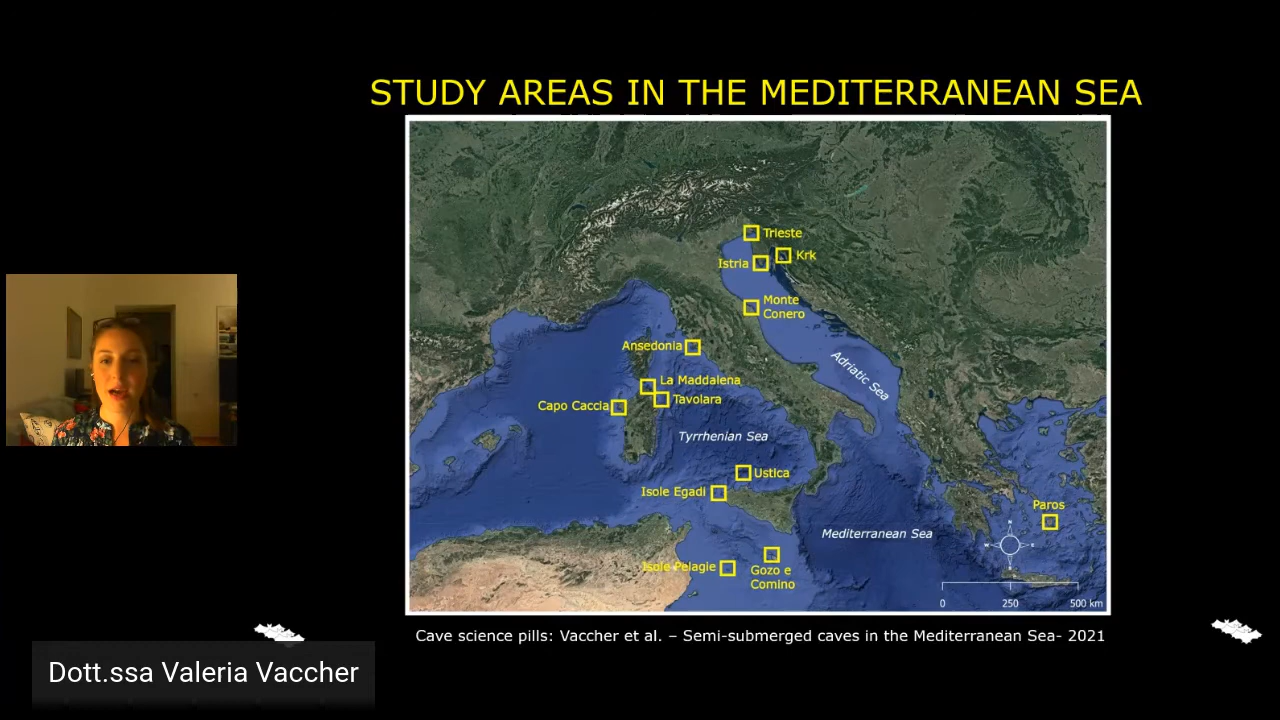 STUDY AREAS IN THE MEDITERRANEAN SEA
Trieste
Krk
Istria
Monte
Conero
Ansedonia
Adriatic Sea
La Maddalena
Tavolara
Capo Caccia
Tyrrhenian Sea
Ustica
Isole Egadi
Paros
Mediterranean Sea
N
W
E
S
Isole Pelagie
Gozo e
Comino
0 250 500 km
Cave science pills: Vaccher et al. – Semi-submerged caves in the Mediterranean Sea- 2021
Dott.ssa Valeria Vaccher